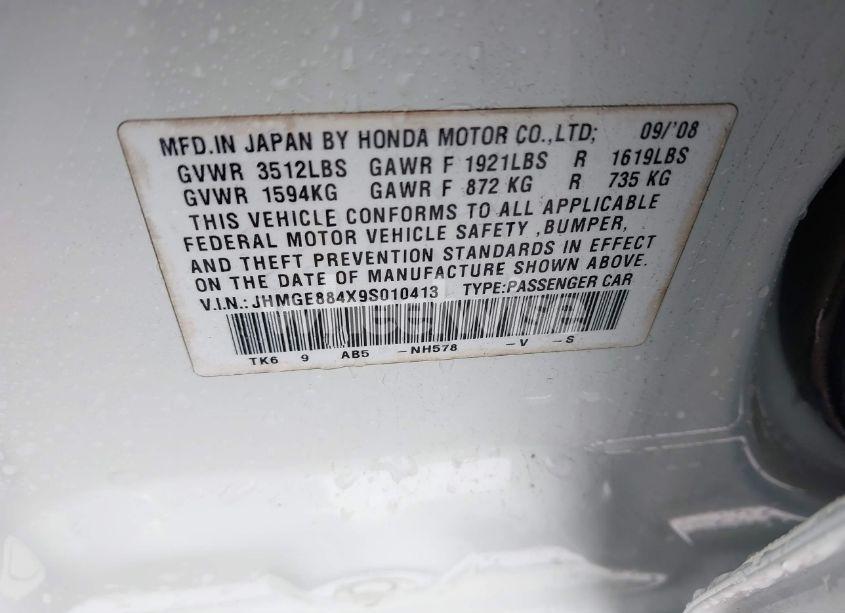 MFD.IN JAPAN BY HONDA MOTOR CO.,LTD; 09/'08
GVWR 3512LBS GAWR F 1921LBS R 1619LBS
GVWR 1594KG GAWR F 872 KG R 735 KG
THIS VEHICLE CONFORMS TO ALL APPLICABLE
FEDERAL MOTOR VEHICLE SAFETY ,BUMPER,
AND THEFT PREVENTION STANDARDS IN EFFECT
ON THE DATE OF MANUFACTURE SHOWN ABOVE.
V.I.N.: JHMGE884X9S010413 TYPE:PASSENGER CAR
TK6 9 AB5 -NH578 -V -S